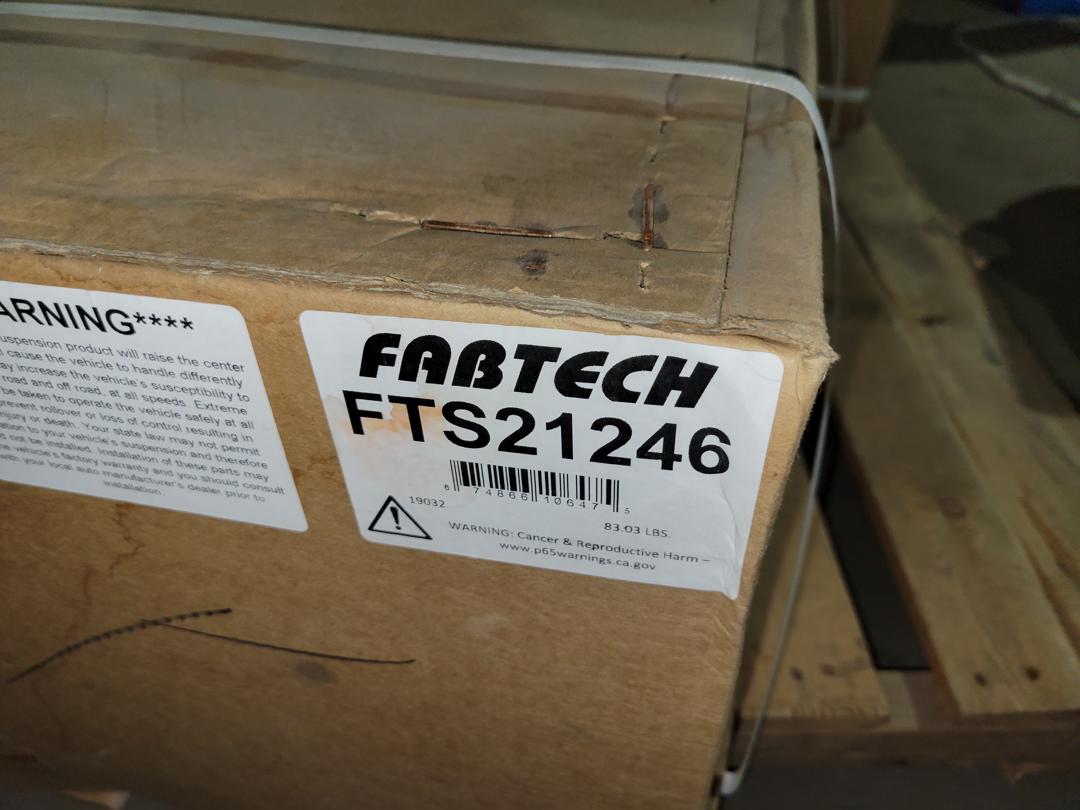 ARNING****
uspension product will raise the center
cause the vehicle to handle differently
ay increase the vehicle's susceptibility to
road and off road, at all speeds. Extreme
be taken to operate the vehicle safely at all
prevent rollover or loss of control resulting in
njury or death. Your state law may not permit
ation to your vehicle's suspension and therefore
d not be installed. Installation of these parts may
he vehicle's factory warranty and you should consult
with your local auto manufacturer's dealer prior to
installation.
FABTECH
FTS21246
6 74866 10647 5
19032
83.03 LBS.
WARNING: Cancer & Reproductive Harm –
www.p65warnings.ca.gov